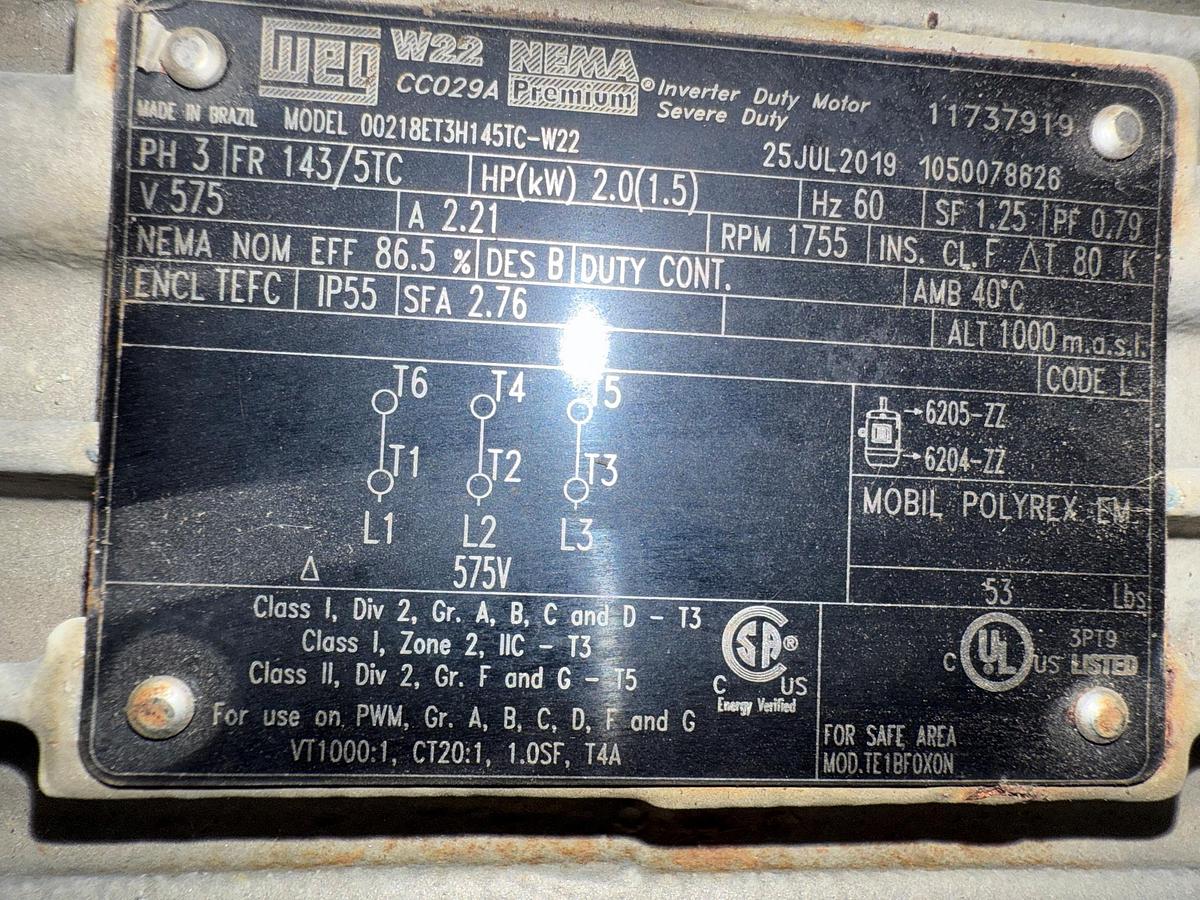 WEG W22 NEMA Premium® Inverter Duty Motor 11737919
CC029A Severe Duty
MADE IN BRAZIL MODEL 00218ET3H145TC-W22 25JUL2019 1050078626
PH 3 FR 143/5TC HP(kW) 2.0(1.5) Hz 60 SF 1.25 PF 0.79
V 575 A 2.21 RPM 1755 INS. CL. F ΔT 80 K
NEMA NOM EFF 86.5 % DES B DUTY CONT. AMB 40°C
ENCL TEFC IP55 SFA 2.76 ALT 1000 m.a.s.l.
CODE L
T6 T4 T5
T1 T2 T3
L1 L2 L3
Δ 575V
→6205-ZZ
→6204-ZZ
MOBIL POLYREX EM
53 Lbs
Class I, Div 2, Gr. A, B, C and D - T3
Class I, Zone 2, IIC - T3
Class II, Div 2, Gr. F and G - T5
For use on PWM, Gr. A, B, C, D, F and G
VT1000:1, CT20:1, 1.0SF, T4A
SA®
C US
Energy Verified
C UL US 3PT9
LISTED
FOR SAFE AREA
MOD.TE1BF0X0N